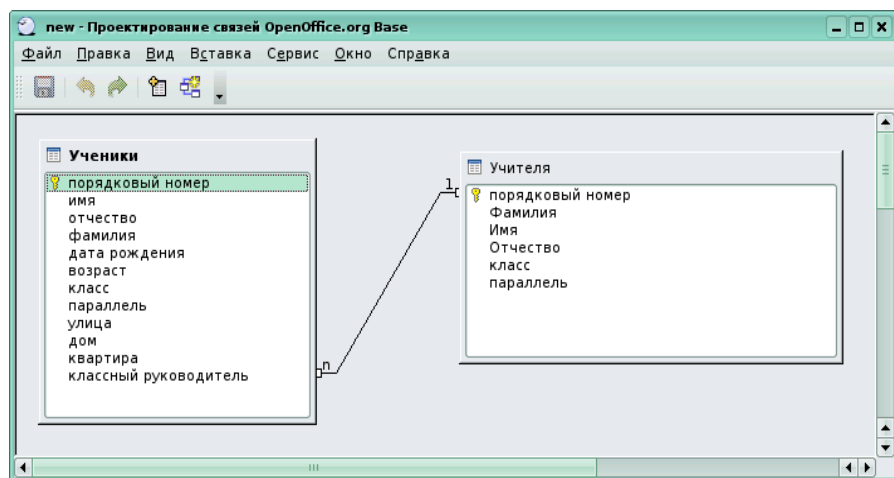 new - Проектирование связей OpenOffice.org Base
Файл Правка Вид Вставка Сервис Окно Справка
Ученики
порядковый номер
имя
отчество
фамилия
дата рождения
возраст
класс
параллель
улица
дом
квартира
классный руководитель
n
1
Учителя
порядковый номер
Фамилия
Имя
Отчество
класс
параллель